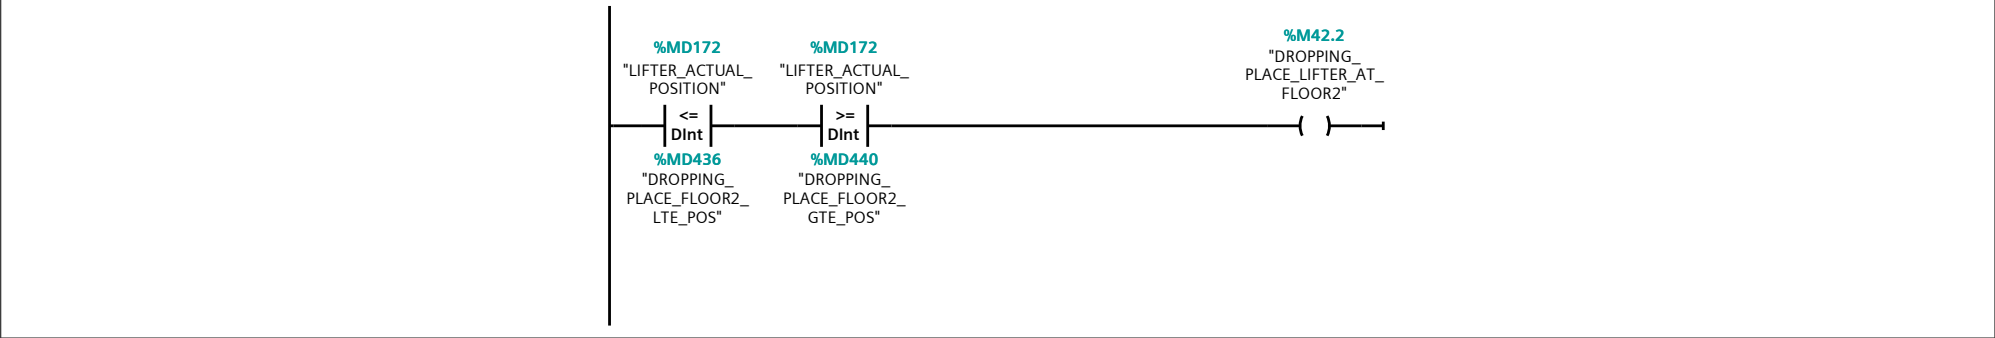 %MD172
"LIFTER_ACTUAL_
POSITION"
<=
DInt
%MD436
"DROPPING_
PLACE_FLOOR2_
LTE_POS"
%MD172
"LIFTER_ACTUAL_
POSITION"
>=
DInt
%MD440
"DROPPING_
PLACE_FLOOR2_
GTE_POS"
%M42.2
"DROPPING_
PLACE_LIFTER_AT_
FLOOR2"